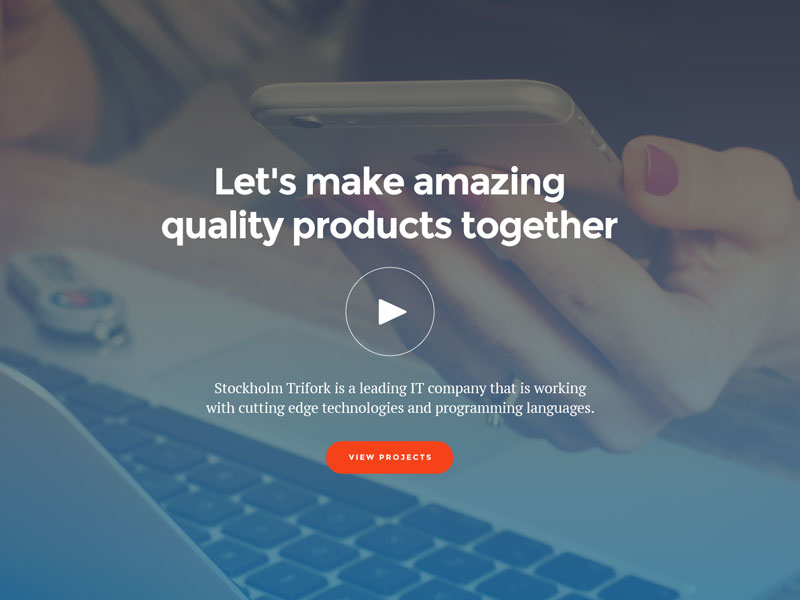 Let's make amazing
quality products together
Stockholm Trifork is a leading IT company that is working
with cutting edge technologies and programming languages.
VIEW PROJECTS